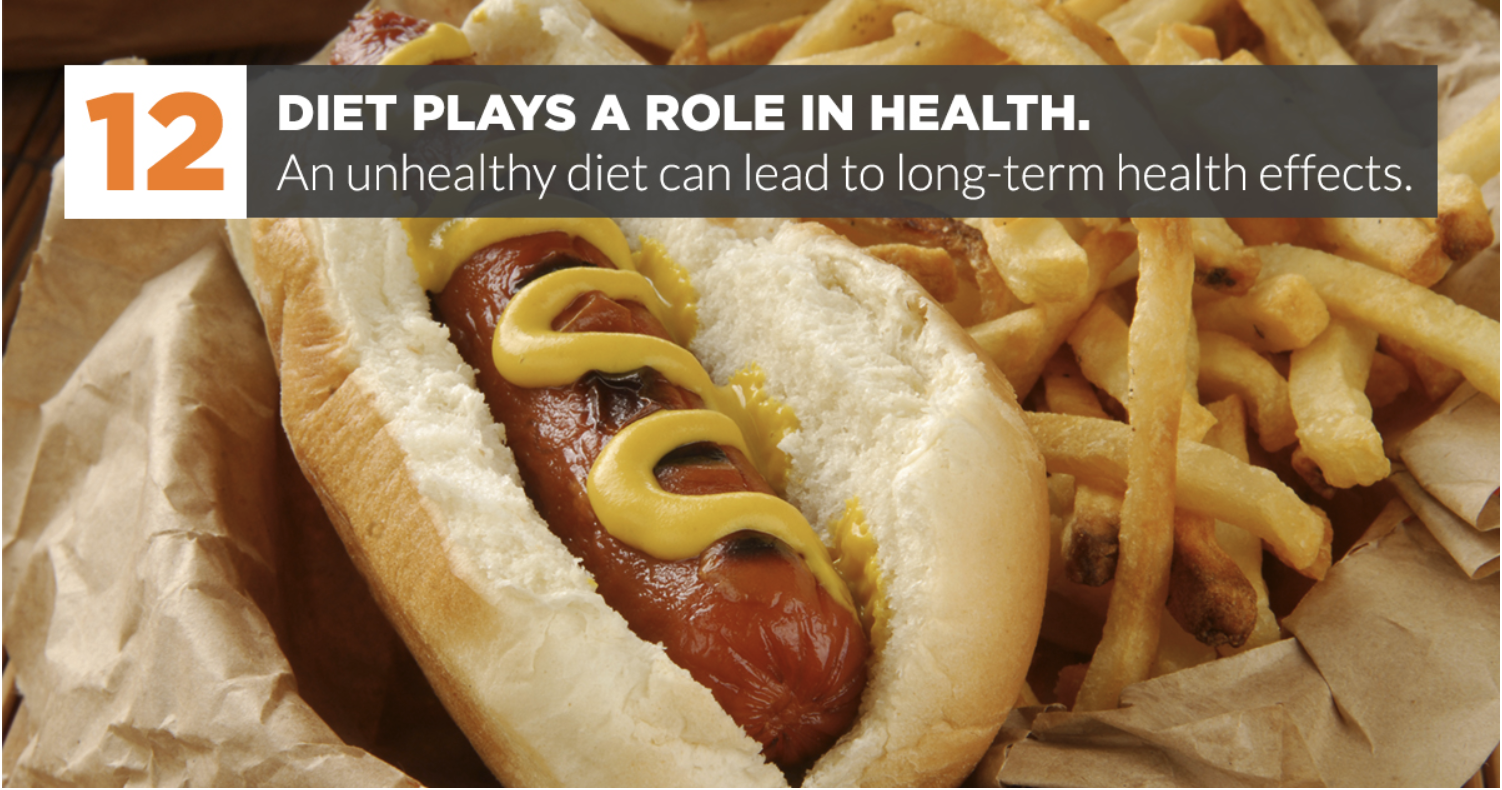 12
DIET PLAYS A ROLE IN HEALTH.
An unhealthy diet can lead to long-term health effects.